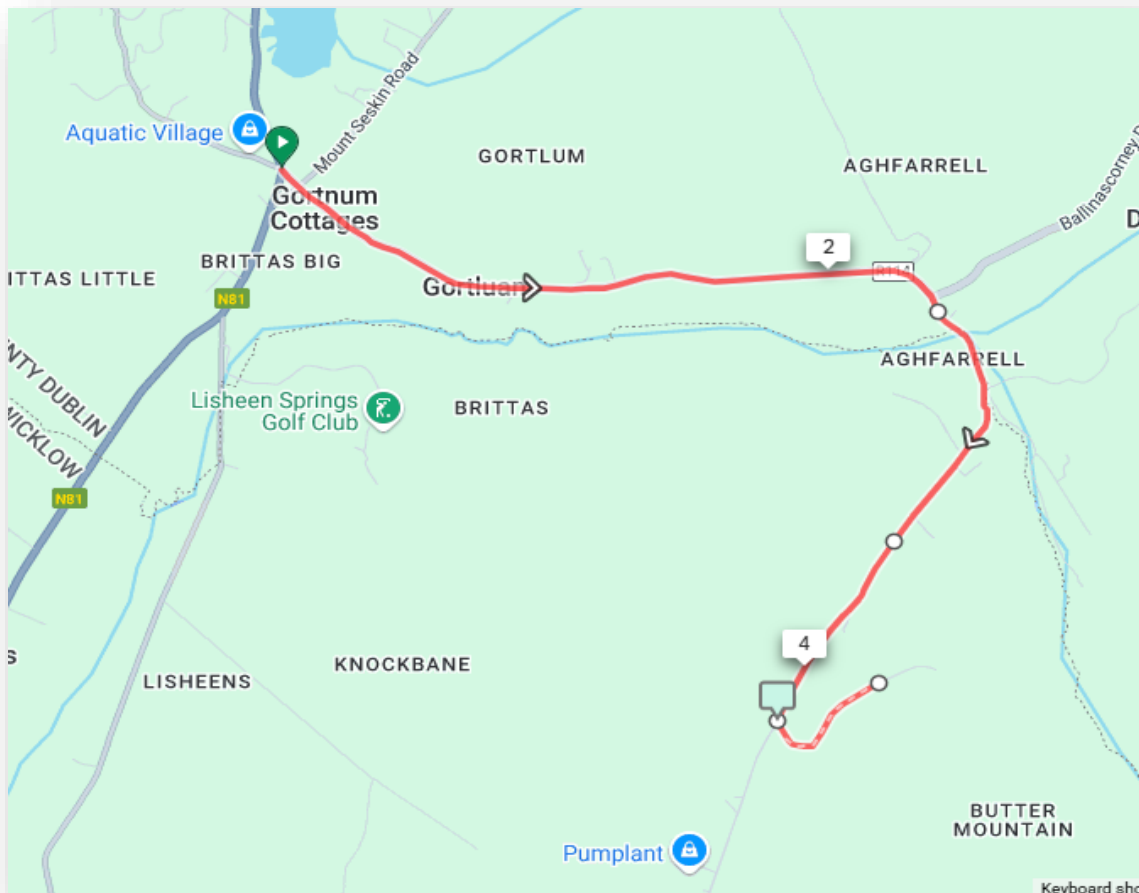 Mount Seskin Road
Aquatic Village
GORTLUM
AGHFARRELL
Ballinascorney
Gortnum
Cottages
D
2
BRITTAS BIG
ITTAS LITTLE
R114
Gortluan
N81
AGHFARRELL
NTY DUBLIN
WICKLOW
Lisheen Springs
Golf Club
BRITTAS
N81
4
s
KNOCKBANE
LISHEENS
BUTTER
MOUNTAIN
Pumplant
Keyboard sho